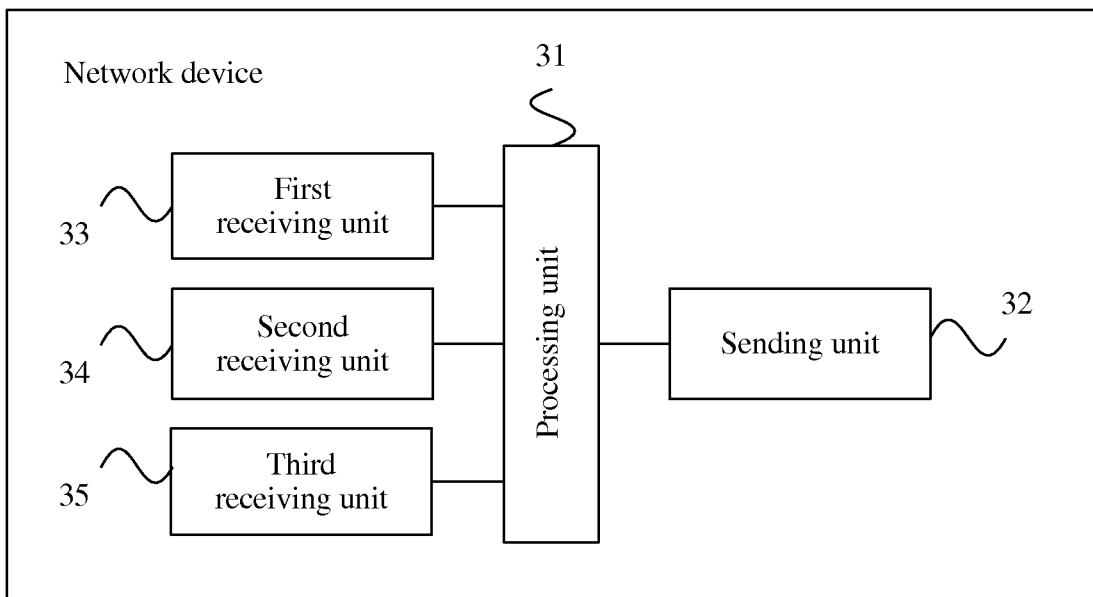 Network device
31
First
receiving unit
33
Second
receiving unit
34
Third
receiving unit
35
Processing unit
Sending unit
32